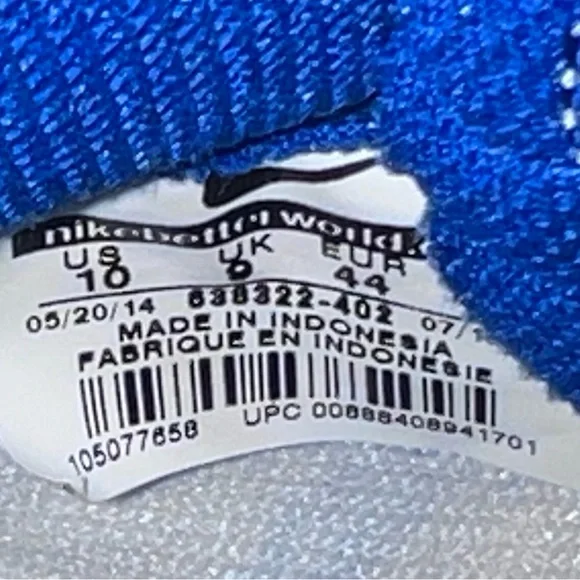 nikebetterworld
US UK EUR
10 9 44
05/20/14 638322-402 07/
MADE IN INDONESIA
FABRIQUE EN INDONESIE
105077658 UPC 00888408941701